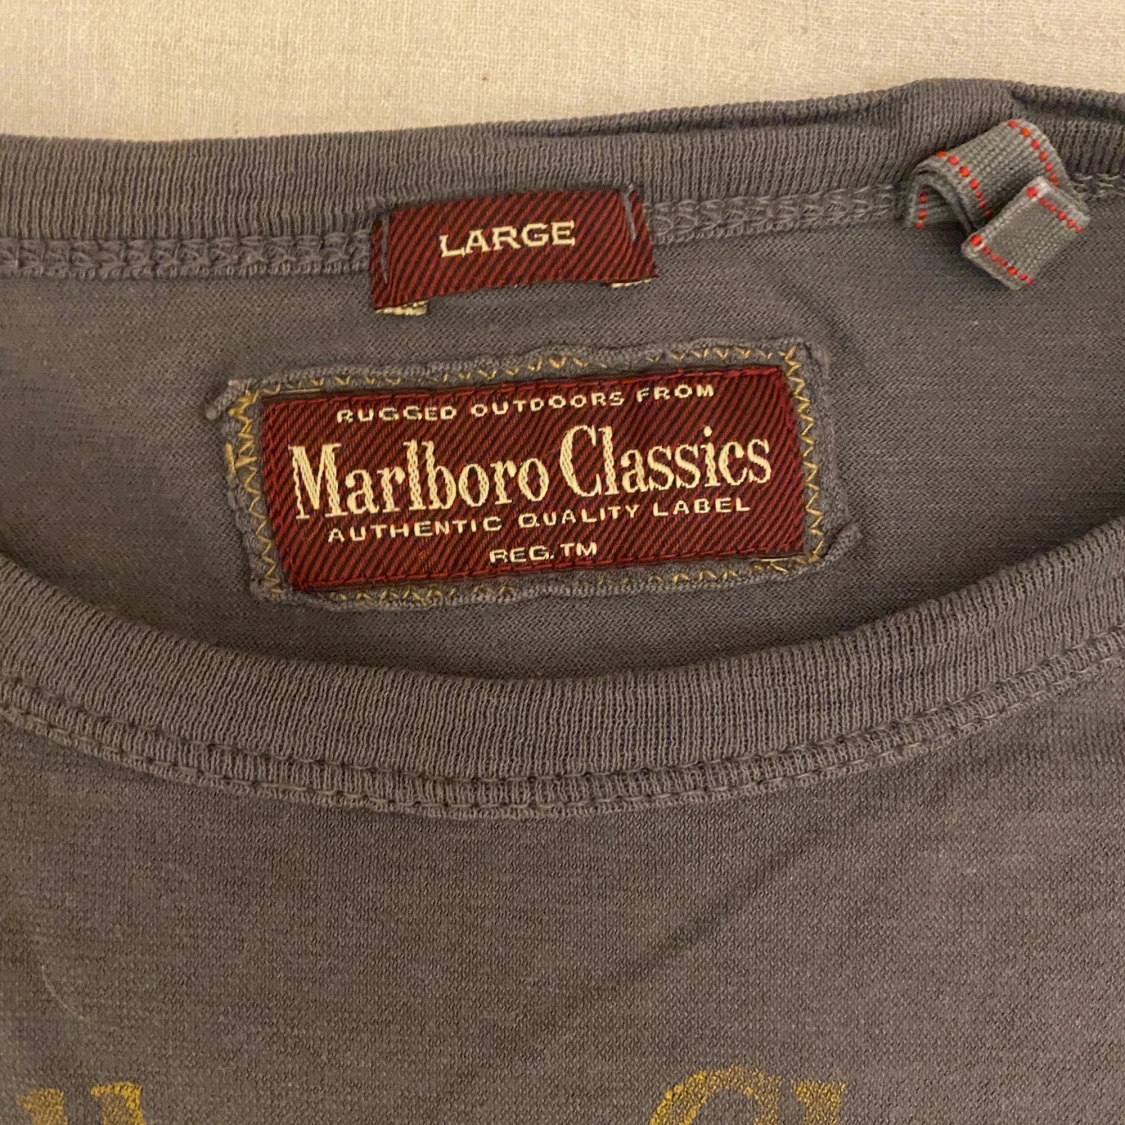 LARGE
RUGGED OUTDOORS FROM
Marlboro Classics
AUTHENTIC QUALITY LABEL
REG. TM